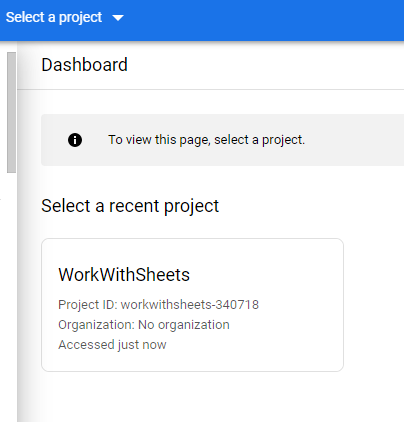 Select a project
Dashboard
To view this page, select a project.
Select a recent project
WorkWithSheets
Project ID: workwithsheets-340718
Organization: No organization
Accessed just now